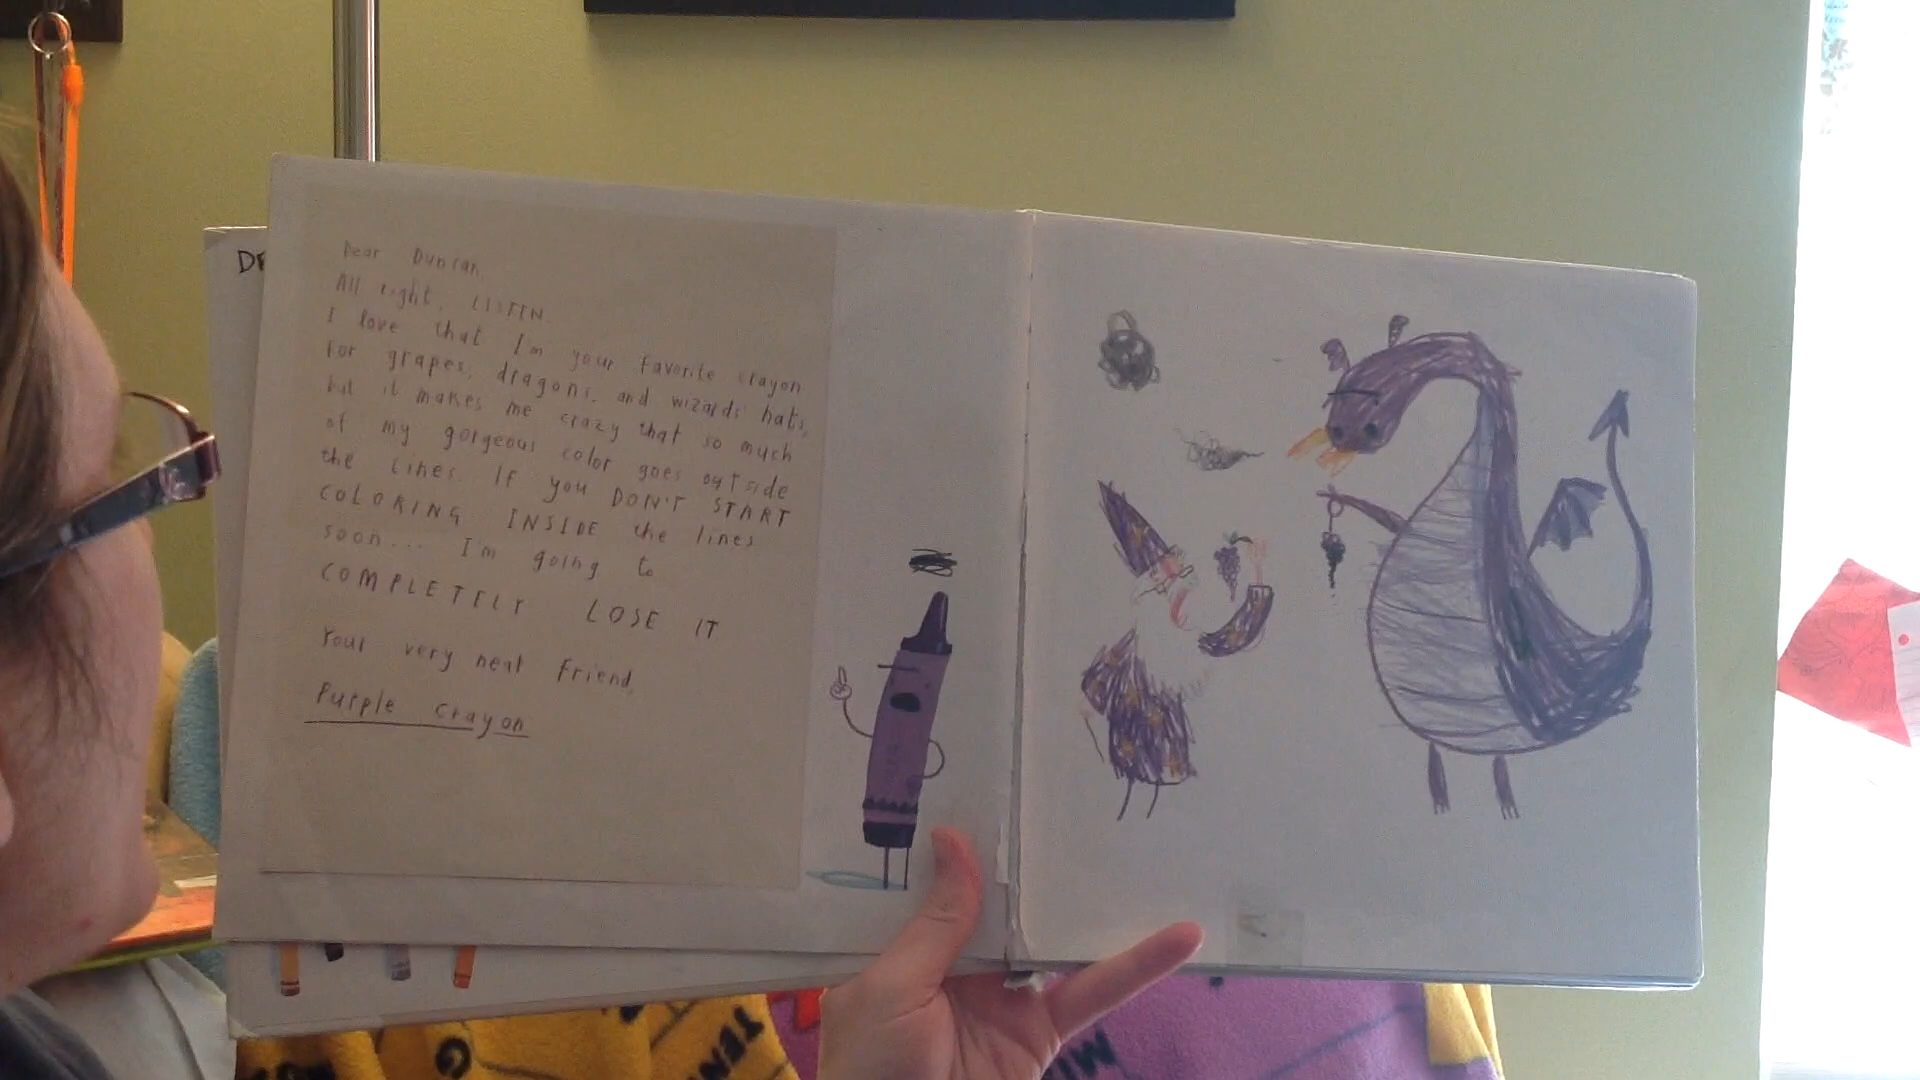 DR
Dear Duncan,
All right, LISTEN.
I love that I'm your favorite crayon
for grapes, dragons, and wizards' hats,
but it makes me crazy that so much
of my gorgeous color goes outside
the lines. If you DON'T START
COLORING INSIDE the lines
soon... I'm going to
COMPLETELY LOSE IT
Your very neat friend,
Purple crayon